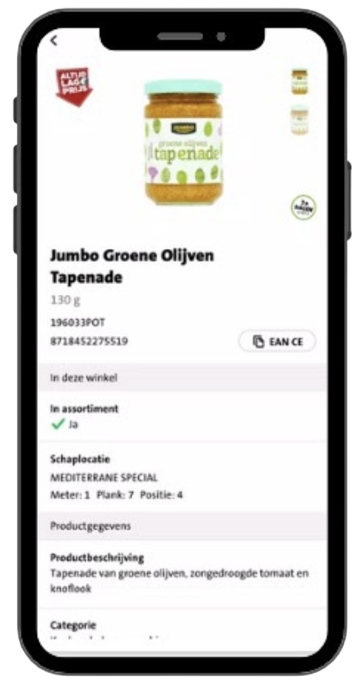 ALTIJD
LAGE
PRIJS
JUMBO
groene olijven
tapenade
Jumbo Groene Olijven
Tapenade
130 g
196033POT
8718452275519
EAN CE
In deze winkel
In assortiment
Ja
Schaplocatie
MEDITERRANE SPECIAL
Meter: 1 Plank: 7 Positie: 4
Productgegevens
Productbeschrijving
Tapenade van groene olijven, zongedroogde tomaat en
knoflook
Categorie